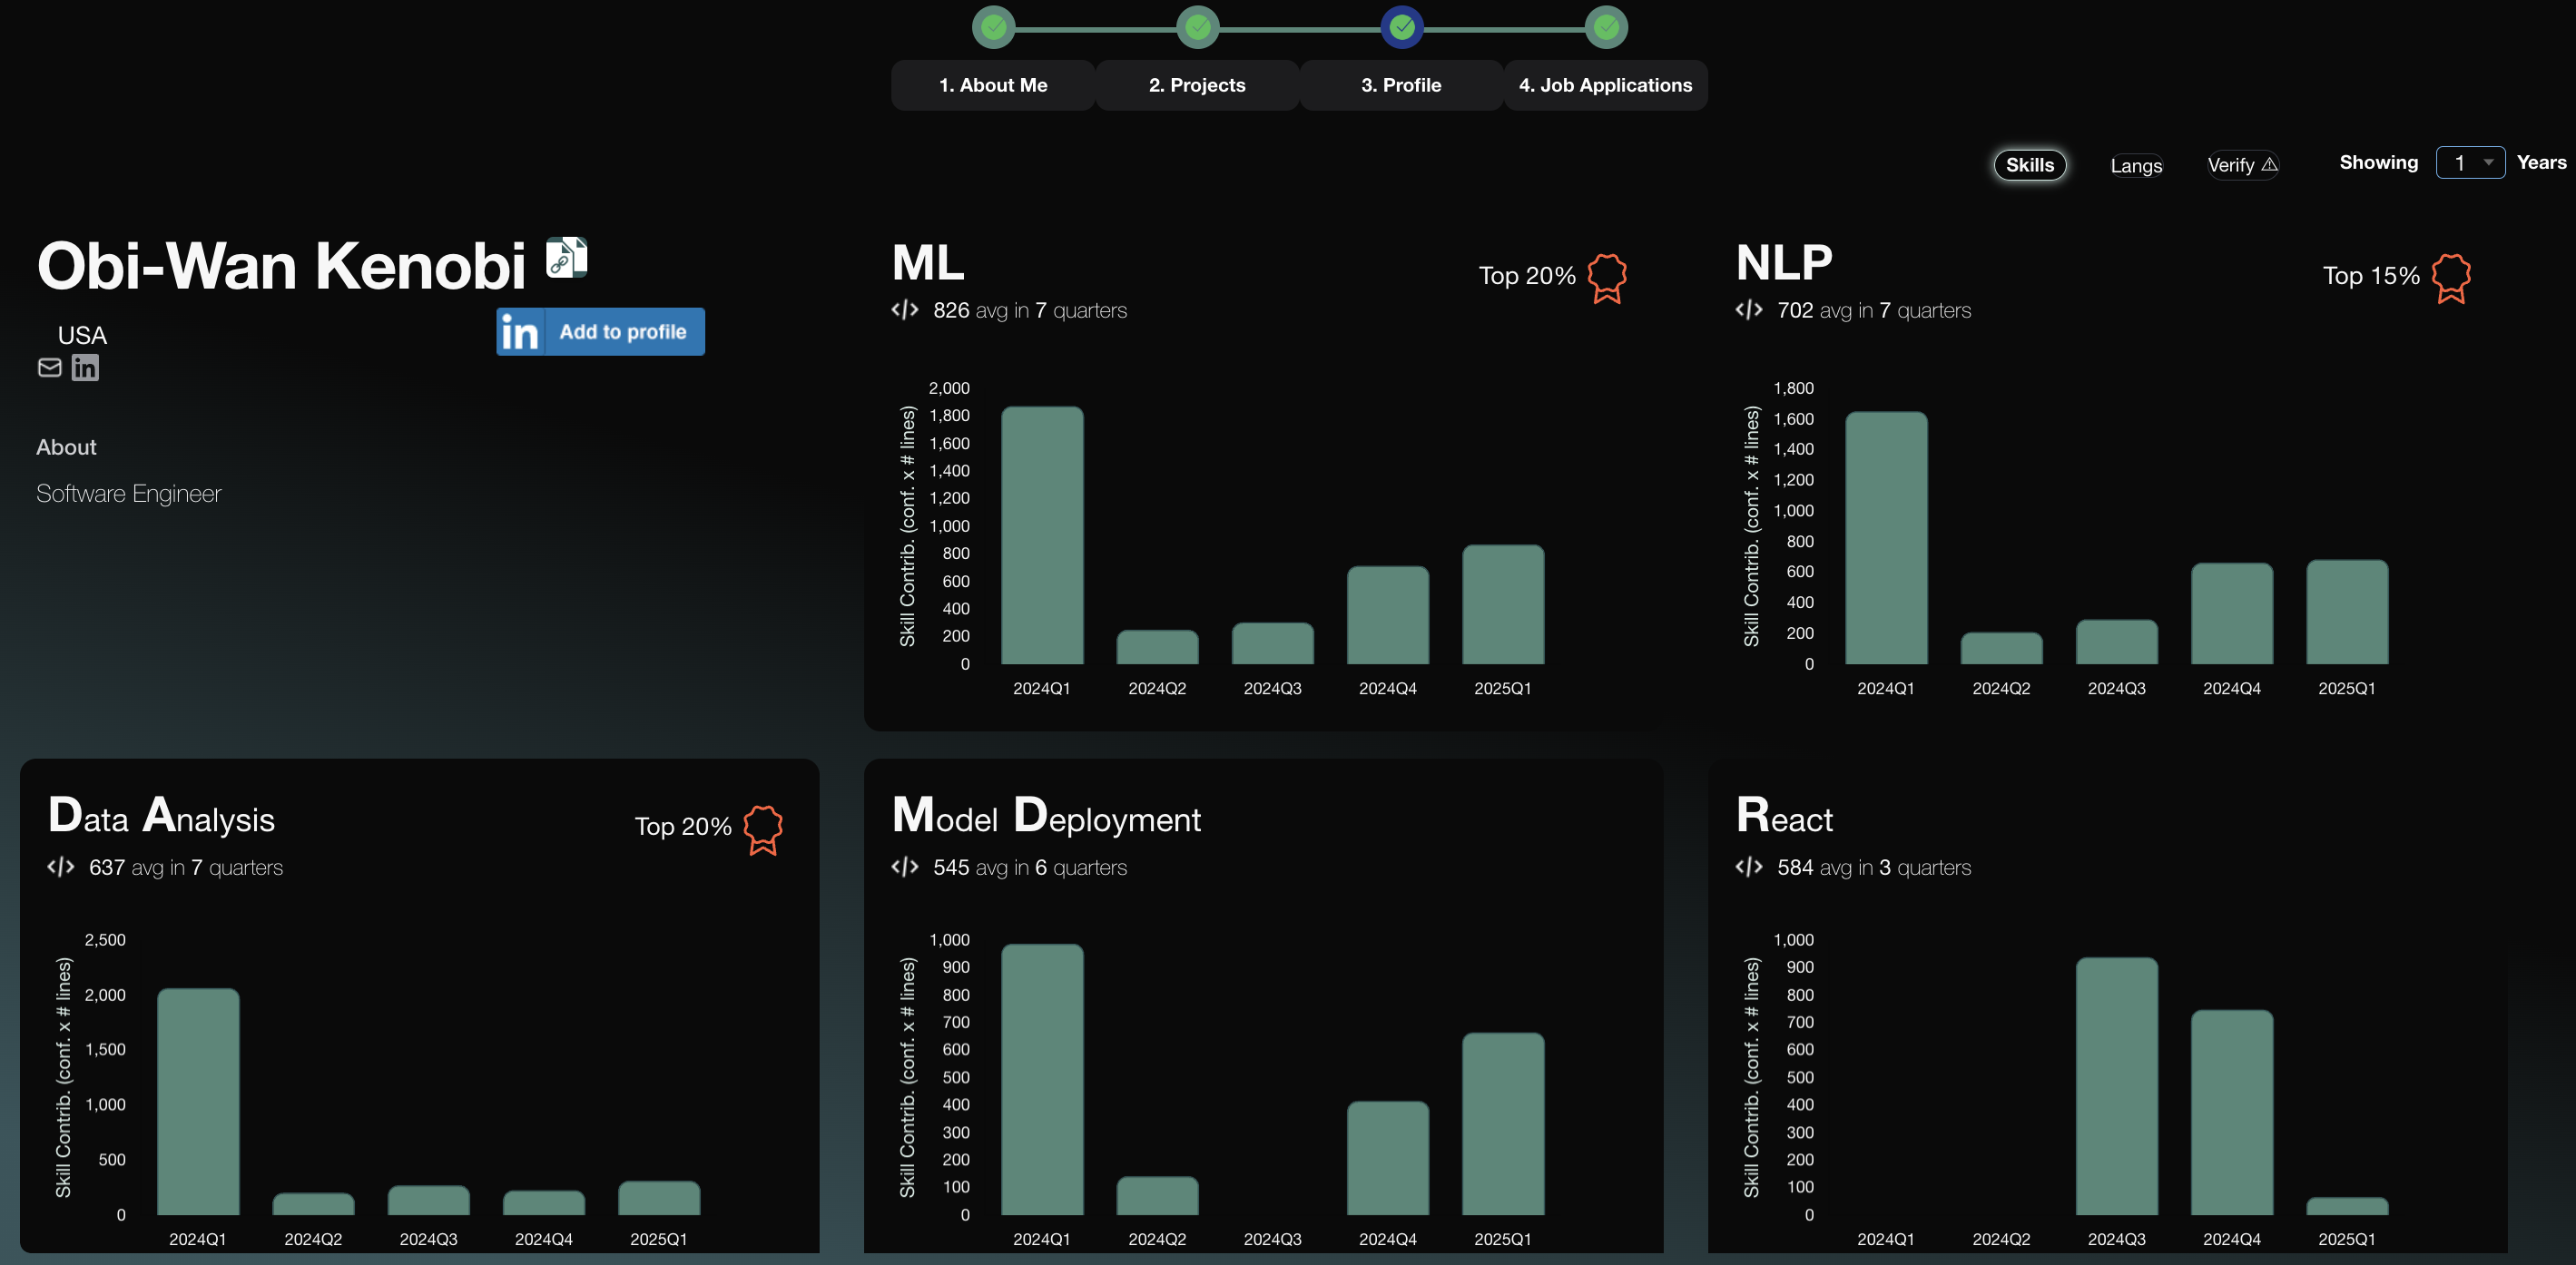 1. About Me
2. Projects
3. Profile
4. Job Applications
Skills
Langs
Verify ⚠
Showing 1 Years
Obi-Wan Kenobi
in Add to profile
USA
in
About
Software Engineer
ML
Top 20%
</> 826 avg in 7 quarters
Skill Contrib. (conf. x # lines)
2,000
1,800
1,600
1,400
1,200
1,000
800
600
400
200
0
2024Q1 2024Q2 2024Q3 2024Q4 2025Q1
NLP
Top 15%
</> 702 avg in 7 quarters
Skill Contrib. (conf. x # lines)
1,800
1,600
1,400
1,200
1,000
800
600
400
200
0
2024Q1 2024Q2 2024Q3 2024Q4 2025Q1
Data Analysis
Top 20%
</> 637 avg in 7 quarters
Skill Contrib. (conf. x # lines)
2,500
2,000
1,500
1,000
500
0
2024Q1 2024Q2 2024Q3 2024Q4 2025Q1
Model Deployment
</> 545 avg in 6 quarters
Skill Contrib. (conf. x # lines)
1,000
900
800
700
600
500
400
300
200
100
0
2024Q1 2024Q2 2024Q3 2024Q4 2025Q1
React
</> 584 avg in 3 quarters
Skill Contrib. (conf. x # lines)
1,000
900
800
700
600
500
400
300
200
100
0
2024Q1 2024Q2 2024Q3 2024Q4 2025Q1